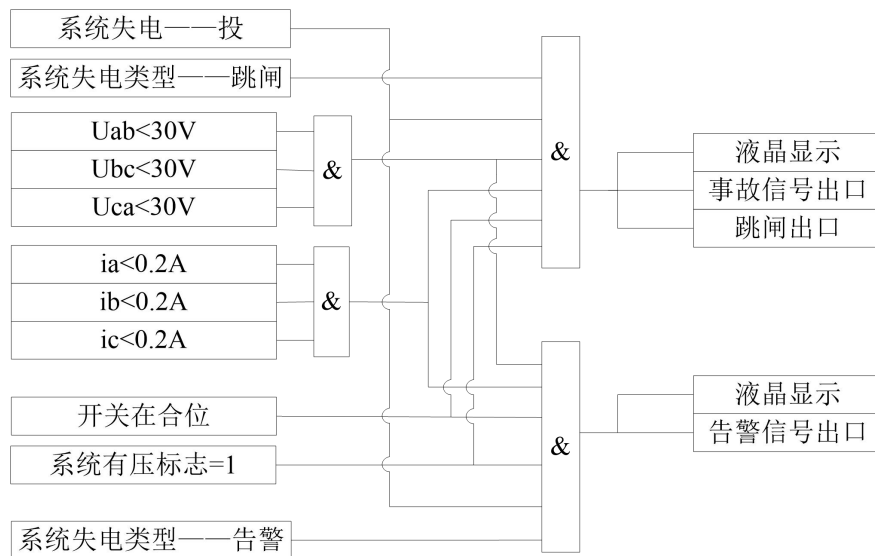 系统失电——投
系统失电类型——跳闸
Uab<30V
Ubc<30V
Uca<30V
&
ia<0.2A
ib<0.2A
ic<0.2A
&
开关在合位
系统有压标志=1
系统失电类型——告警
&
液晶显示
事故信号出口
跳闸出口
&
液晶显示
告警信号出口